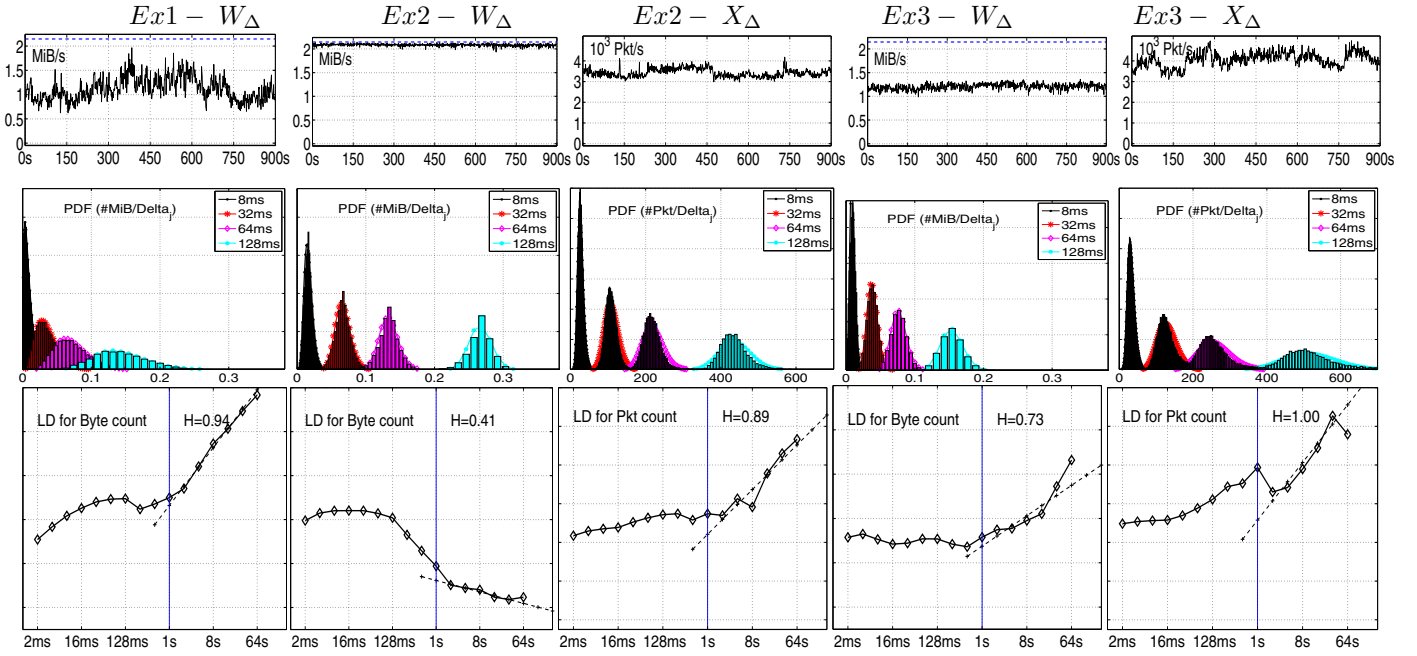 Ex1 − WΔ
Ex2 − WΔ
Ex2 − XΔ
Ex3 − WΔ
Ex3 − XΔ
2
MiB/s
1.5
1
0.5
0
0s 150 300 450 600 750 900s
2
MiB/s
1.5
1
0.5
0
0s 150 300 450 600 750 900s
10³ Pkt/s
4
3
2
1
0
0s 150 300 450 600 750 900s
2
MiB/s
1.5
1
0.5
0
0s 150 300 450 600 750 900s
10³ Pkt/s
5
4
3
2
1
0
0s 150 300 450 600 750 900s
PDF (#MiB/Delta_j)
8ms
32ms
64ms
128ms
0 0.1 0.2 0.3
PDF (#MiB/Delta_j)
8ms
32ms
64ms
128ms
0 0.1 0.2 0.3
PDF (#Pkt/Delta_j)
8ms
32ms
64ms
128ms
0 200 400 600
PDF (#MiB/Delta_j)
8ms
32ms
64ms
128ms
0 0.1 0.2 0.3
PDF (#Pkt/Delta_j)
8ms
32ms
64ms
128ms
0 200 400 600
LD for Byte count H=0.94
2ms 16ms 128ms 1s 8s 64s
LD for Byte count H=0.41
2ms 16ms 128ms 1s 8s 64s
LD for Pkt count H=0.89
2ms 16ms 128ms 1s 8s 64s
LD for Byte count H=0.73
2ms 16ms 128ms 1s 8s 64s
LD for Pkt count H=1.00
2ms 16ms 128ms 1s 8s 64s